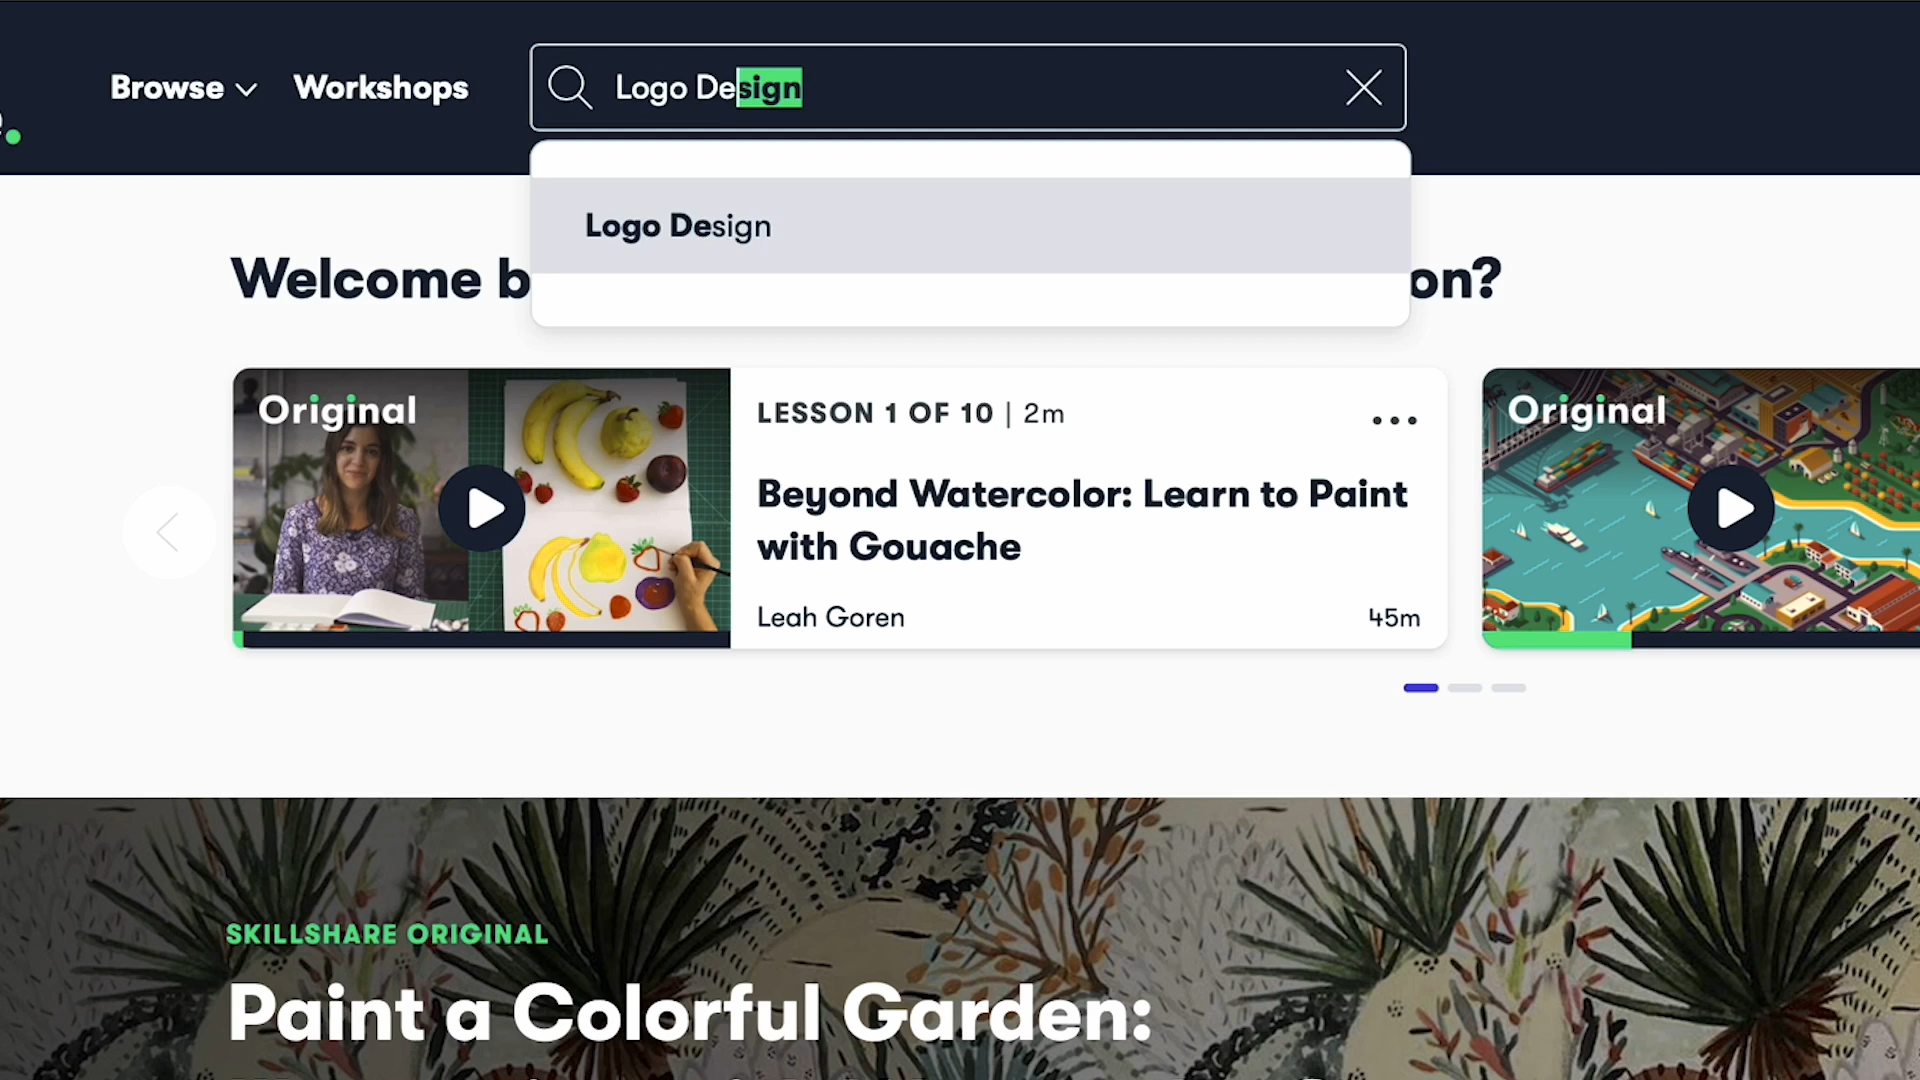 Browse Workshops Logo Design
Logo Design
Welcome b on?
Original
LESSON 1 OF 10 | 2m
Beyond Watercolor: Learn to Paint
with Gouache
Leah Goren 45m
Original
SKILLSHARE ORIGINAL
Paint a Colorful Garden: